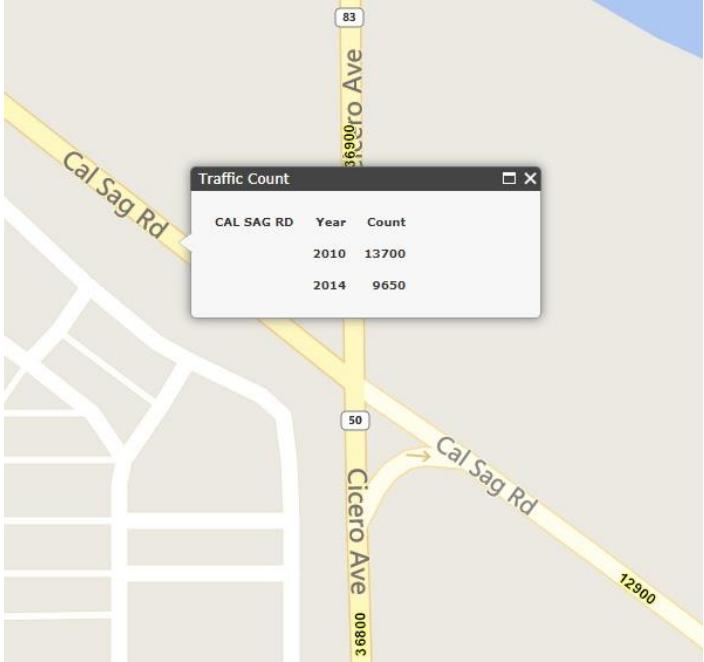 83
Cicero Ave
36900
Cal Sag Rd
Traffic Count
CAL SAG RD Year Count
2010 13700
2014 9650
50
Cal Sag Rd
Cicero Ave
12900
36800